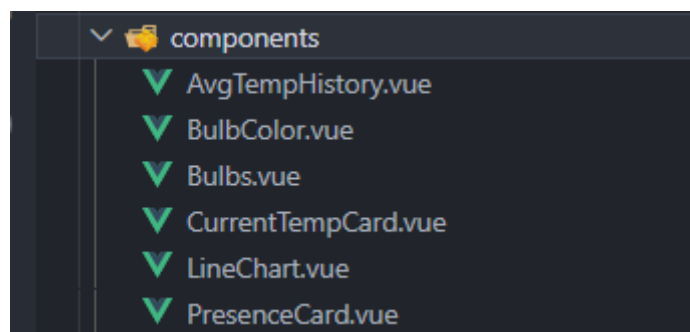 components
AvgTempHistory.vue
BulbColor.vue
Bulbs.vue
CurrentTempCard.vue
LineChart.vue
PresenceCard.vue